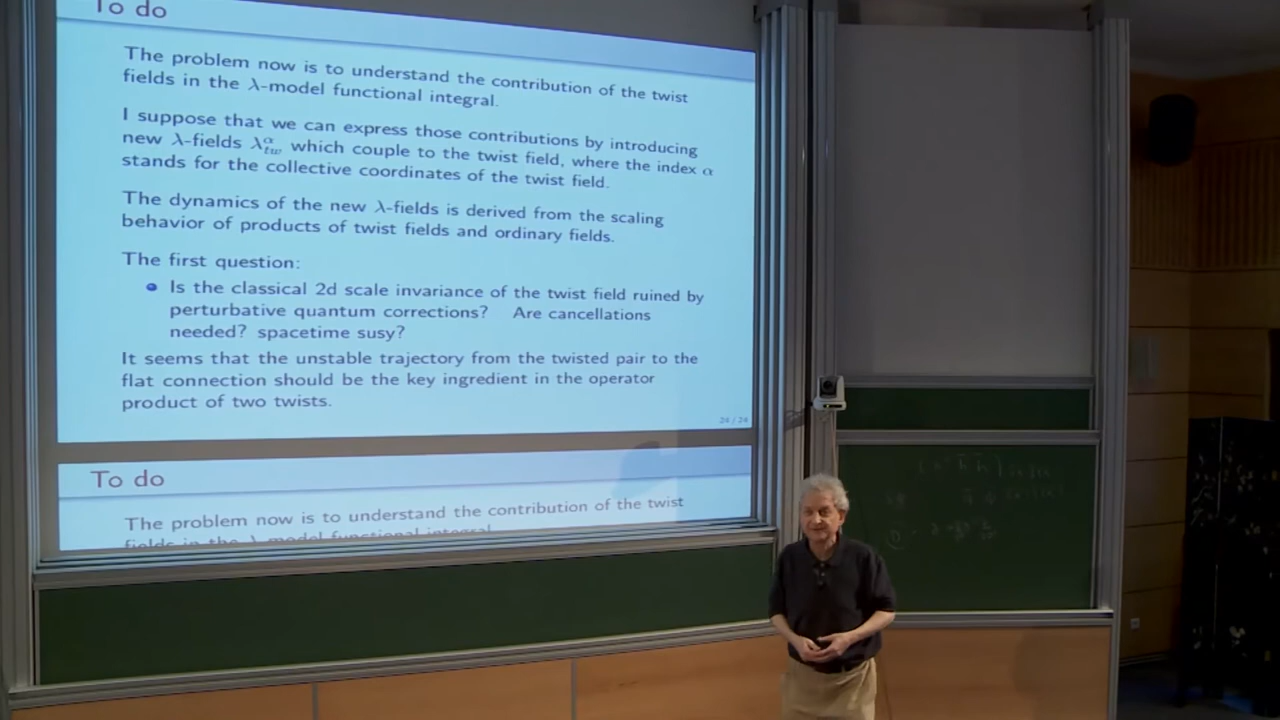 To do
The problem now is to understand the contribution of the twist
fields in the λ-model functional integral.
I suppose that we can express those contributions by introducing
new λ-fields λ^α_tw which couple to the twist field, where the index α
stands for the collective coordinates of the twist field.
The dynamics of the new λ-fields is derived from the scaling
behavior of products of twist fields and ordinary fields.
The first question:
• Is the classical 2d scale invariance of the twist field ruined by
perturbative quantum corrections? Are cancellations
needed? spacetime susy?
It seems that the unstable trajectory from the twisted pair to the
flat connection should be the key ingredient in the operator
product of two twists.
24 / 24
To do
The problem now is to understand the contribution of the twist
fields in the λ-model functional integral